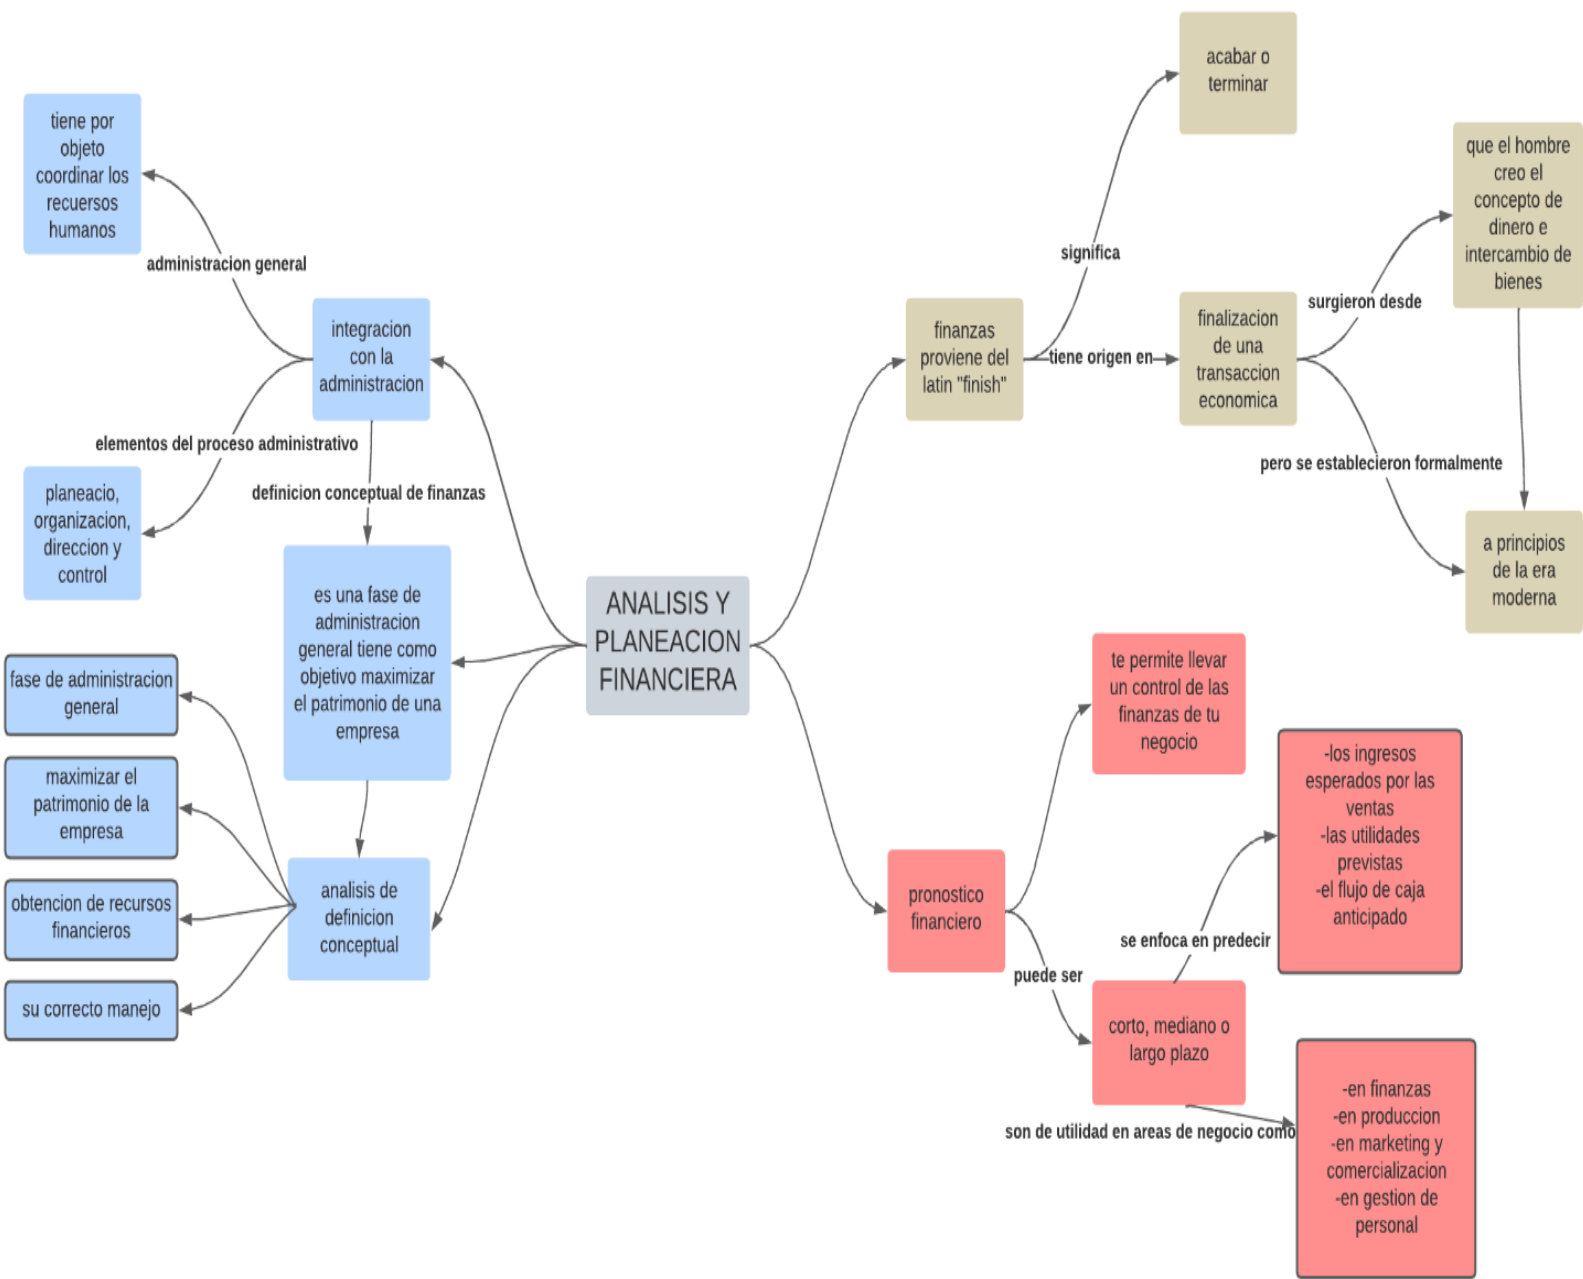 ANALISIS Y
PLANEACION
FINANCIERA
integracion
con la
administracion
administracion general
tiene por
objeto
coordinar los
recuersos
humanos
elementos del proceso administrativo
planeacio,
organizacion,
direccion y
control
definicion conceptual de finanzas
es una fase de
administracion
general tiene como
objetivo maximizar
el patrimonio de una
empresa
analisis de
definicion
conceptual
fase de administracion
general
maximizar el
patrimonio de la
empresa
obtencion de recursos
financieros
su correcto manejo
finanzas
proviene del
latin "finish"
significa
acabar o
terminar
tiene origen en
finalizacion
de una
transaccion
economica
surgieron desde
que el hombre
creo el
concepto de
dinero e
intercambio de
bienes
pero se establecieron formalmente
a principios
de la era
moderna
pronostico
financiero
te permite llevar
un control de las
finanzas de tu
negocio
puede ser
corto, mediano o
largo plazo
se enfoca en predecir
-los ingresos
esperados por las
ventas
-las utilidades
previstas
-el flujo de caja
anticipado
son de utilidad en areas de negocio como
-en finanzas
-en produccion
-en marketing y
comercializacion
-en gestion de
personal